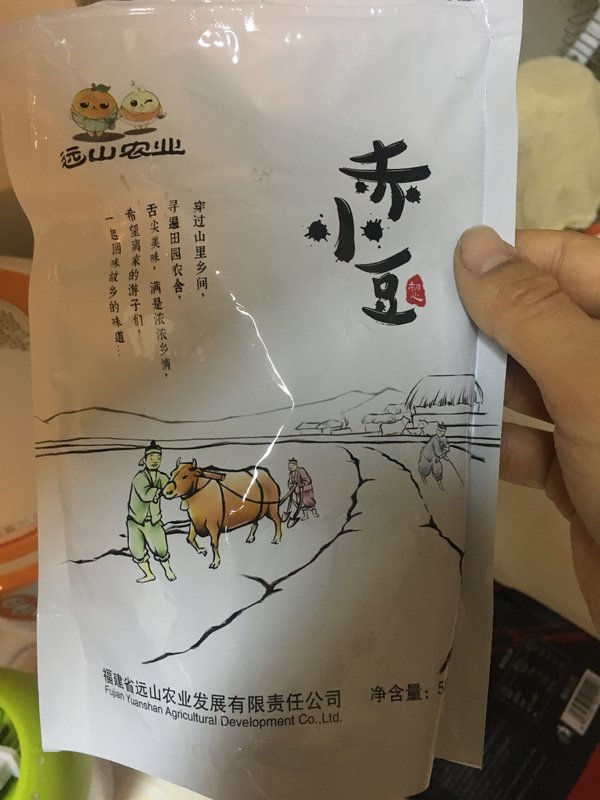 远山农业
赤小豆
初心
穿过山里乡间，
寻遍田园农舍，
舌尖美味，满是浓浓乡情，
希望离家的游子们，
一起回味故乡的味道…
福建省远山农业发展有限责任公司
Fujian Yuanshan Agricultural Development Co.,Ltd.
净含量：5